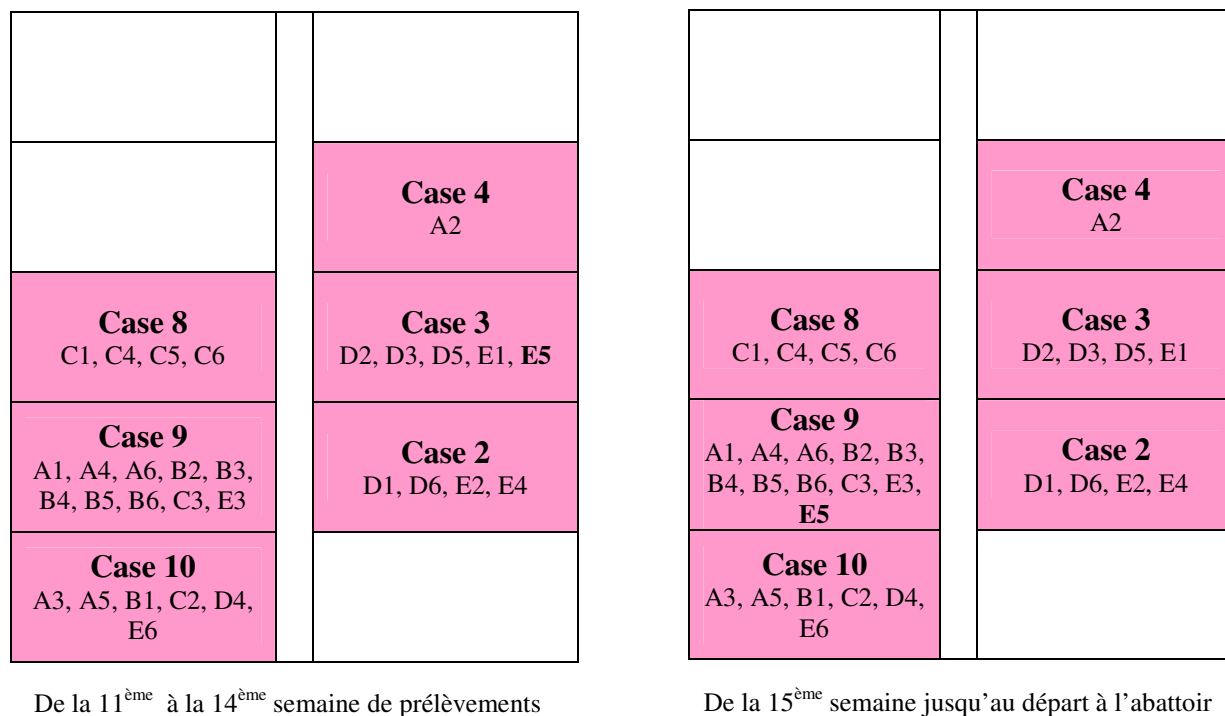 Case 4
A2
Case 8
C1, C4, C5, C6
Case 3
D2, D3, D5, E1, E5
Case 9
A1, A4, A6, B2, B3,
B4, B5, B6, C3, E3
Case 2
D1, D6, E2, E4
Case 10
A3, A5, B1, C2, D4,
E6
De la 11ème à la 14ème semaine de prélèvements
Case 4
A2
Case 8
C1, C4, C5, C6
Case 3
D2, D3, D5, E1
Case 9
A1, A4, A6, B2, B3,
B4, B5, B6, C3, E3,
E5
Case 2
D1, D6, E2, E4
Case 10
A3, A5, B1, C2, D4,
E6
De la 15ème semaine jusqu'au départ à l'abattoir